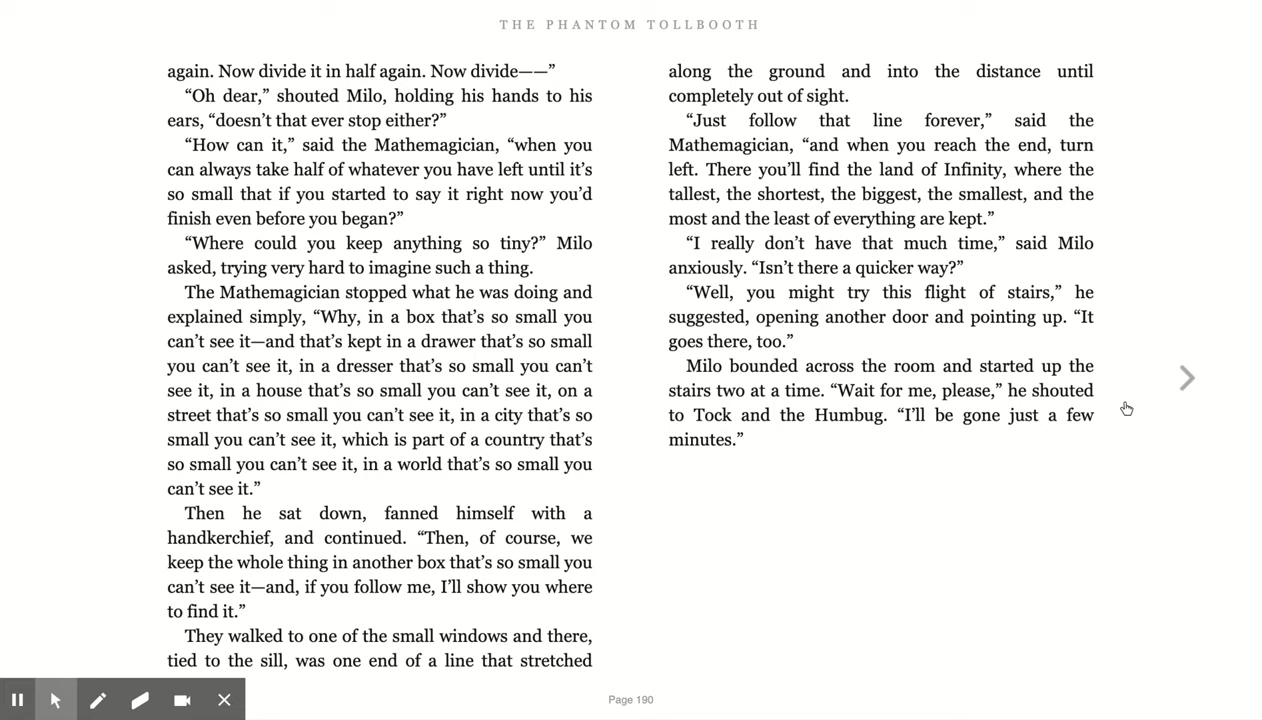 THE PHANTOM TOLLBOOTH
again. Now divide it in half again. Now divide——”
“Oh dear,” shouted Milo, holding his hands to his
ears, “doesn’t that ever stop either?”
“How can it,” said the Mathemagician, “when you
can always take half of whatever you have left until it’s
so small that if you started to say it right now you’d
finish even before you began?”
“Where could you keep anything so tiny?” Milo
asked, trying very hard to imagine such a thing.
The Mathemagician stopped what he was doing and
explained simply, “Why, in a box that’s so small you
can’t see it—and that’s kept in a drawer that’s so small
you can’t see it, in a dresser that’s so small you can’t
see it, in a house that’s so small you can’t see it, on a
street that’s so small you can’t see it, in a city that’s so
small you can’t see it, which is part of a country that’s
so small you can’t see it, in a world that’s so small you
can’t see it.”
Then he sat down, fanned himself with a
handkerchief, and continued. “Then, of course, we
keep the whole thing in another box that’s so small you
can’t see it—and, if you follow me, I’ll show you where
to find it.”
They walked to one of the small windows and there,
tied to the sill, was one end of a line that stretched
along the ground and into the distance until
completely out of sight.
“Just follow that line forever,” said the
Mathemagician, “and when you reach the end, turn
left. There you’ll find the land of Infinity, where the
tallest, the shortest, the biggest, the smallest, and the
most and the least of everything are kept.”
“I really don’t have that much time,” said Milo
anxiously. “Isn’t there a quicker way?”
“Well, you might try this flight of stairs,” he
suggested, opening another door and pointing up. “It
goes there, too.”
Milo bounded across the room and started up the
stairs two at a time. “Wait for me, please,” he shouted
to Tock and the Humbug. “I’ll be gone just a few
minutes.”
Page 190